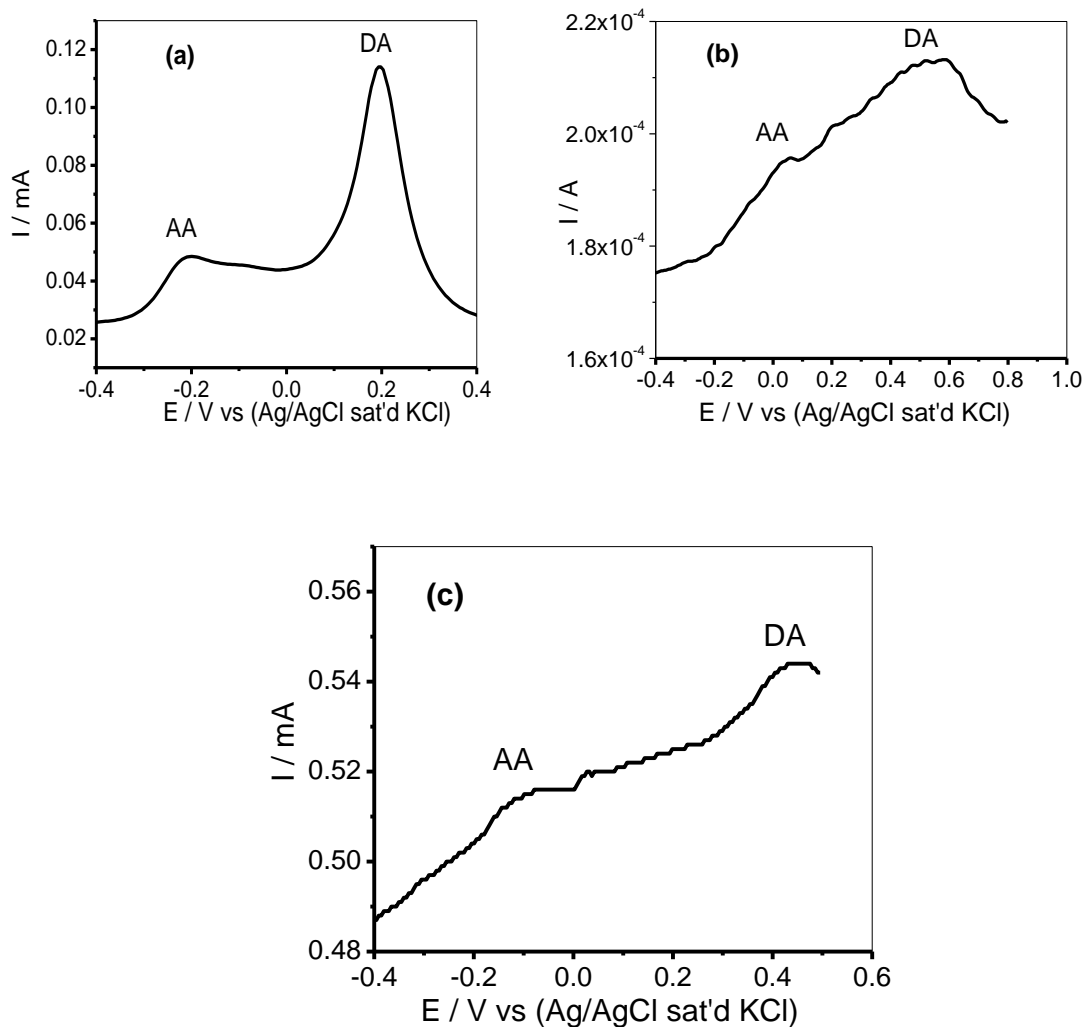 (a)
DA
AA
0.12
0.10
0.08
0.06
0.04
0.02
I / mA
-0.4 -0.2 0.0 0.2 0.4
E / V vs (Ag/AgCl sat'd KCl)
(b)
DA
AA
2.2x10⁻⁴
2.0x10⁻⁴
1.8x10⁻⁴
1.6x10⁻⁴
I / A
-0.4 -0.2 0.0 0.2 0.4 0.6 0.8 1.0
E / V vs (Ag/AgCl sat'd KCl)
(c)
DA
AA
0.56
0.54
0.52
0.50
0.48
I / mA
-0.4 -0.2 0.0 0.2 0.4 0.6
E / V vs (Ag/AgCl sat'd KCl)